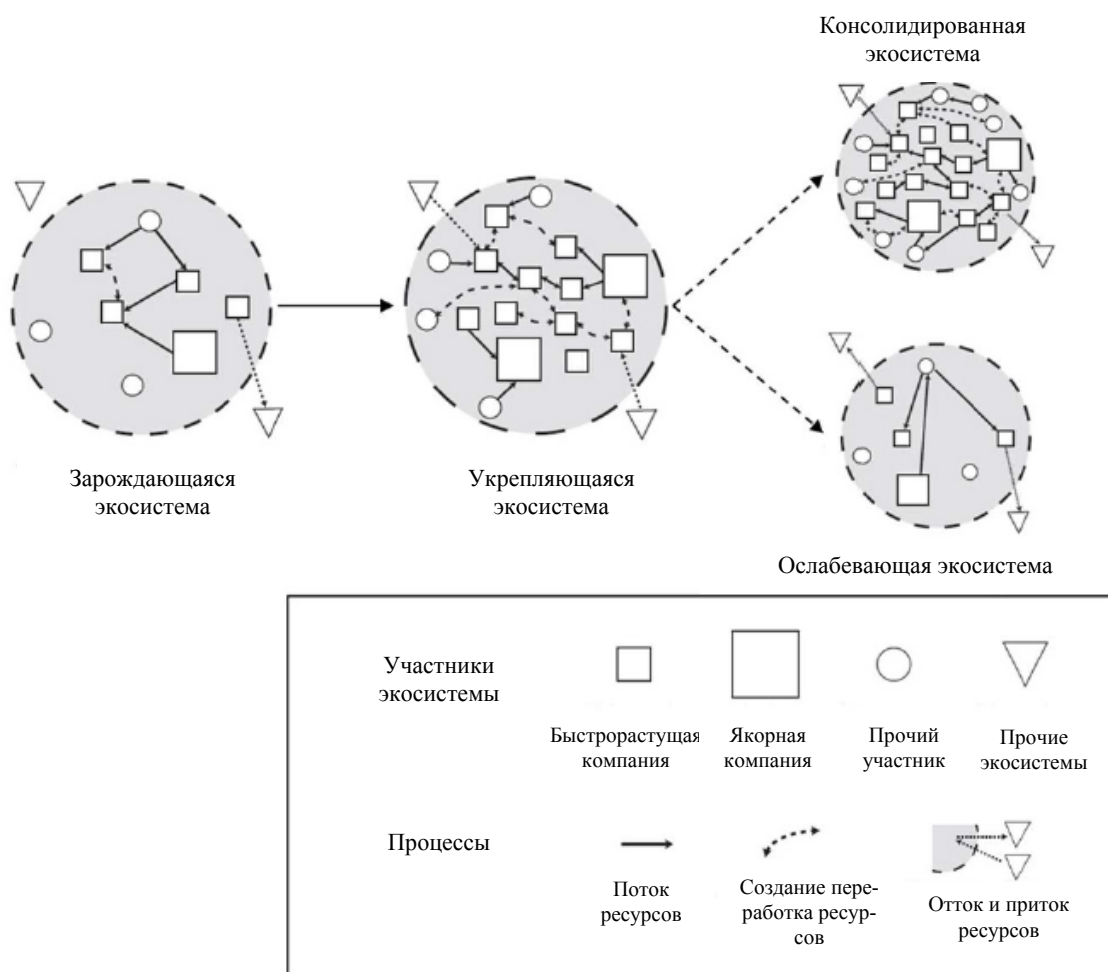 Консолидированная
экосистема
Зарождающаяся
экосистема
Укрепляющаяся
экосистема
Ослабевающая экосистема
Участники
экосистемы
Быстрорастущая
компания
Якорная
компания
Прочий
участник
Прочие
экосистемы
Процессы
Поток
ресурсов
Создание пере-
работка ресур-
сов
Отток и приток
ресурсов